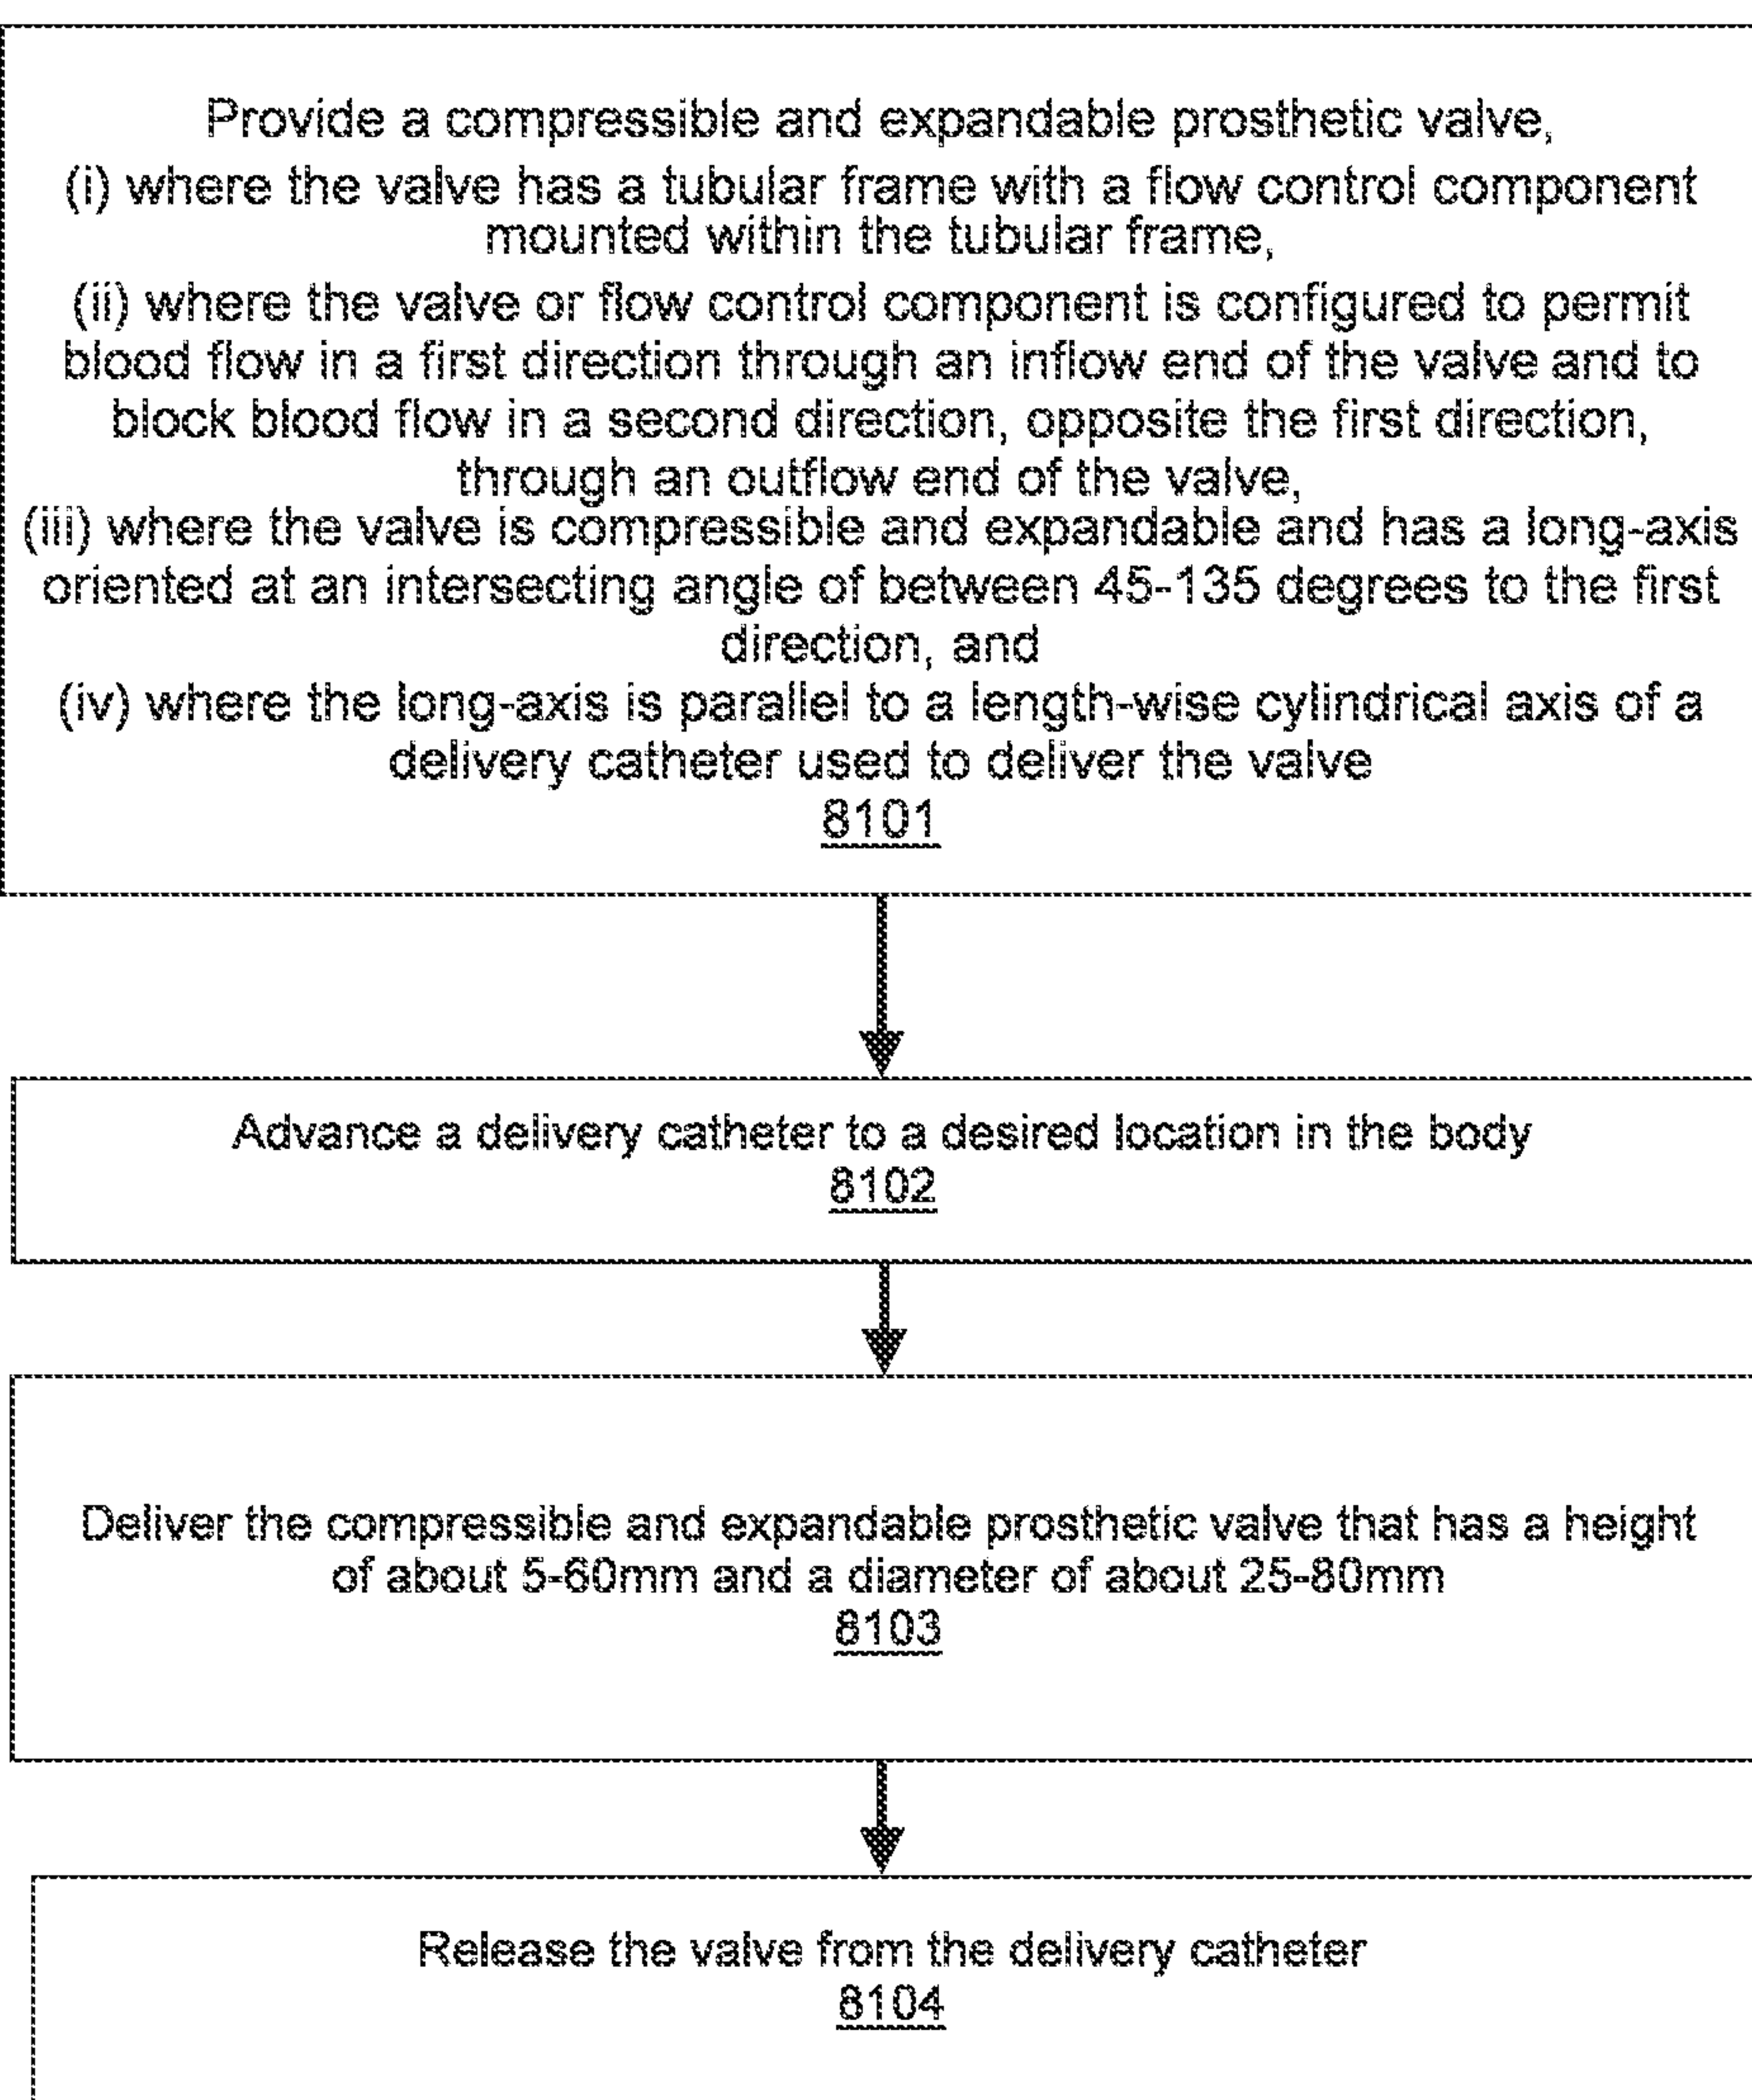 Provide a compressible and expandable prosthetic valve,
(i) where the valve has a tubular frame with a flow control component
mounted within the tubular frame,
(ii) where the valve or flow control component is configured to permit
blood flow in a first direction through an inflow end of the valve and to
block blood flow in a second direction, opposite the first direction,
through an outflow end of the valve,
(iii) where the valve is compressible and expandable and has a long-axis
oriented at an intersecting angle of between 45-135 degrees to the first
direction, and
(iv) where the long-axis is parallel to a length-wise cylindrical axis of a
delivery catheter used to deliver the valve
8101
Advance a delivery catheter to a desired location in the body
8102
Deliver the compressible and expandable prosthetic valve that has a height
of about 5-60mm and a diameter of about 25-80mm
8103
Release the valve from the delivery catheter
8104